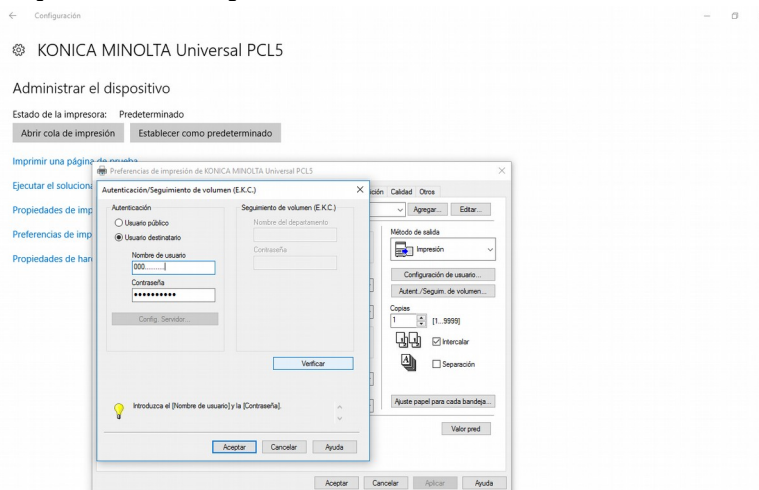 Configuración
KONICA MINOLTA Universal PCL5
Administrar el dispositivo
Estado de la impresora: Predeterminado
Abrir cola de impresión Establecer como predeterminado
Imprimir una página de prueba
Ejecutar el soluciona
Propiedades de imp
Preferencias de imp
Propiedades de har
Preferencias de impresión de KONICA MINOLTA Universal PCL5
Autenticación/Seguimiento de volumen (E.K.C.)
Autenticación
Usuario público
Usuario destinatario
Nombre de usuario
000..........
Contraseña
••••••••••
Config. Servidor...
Seguimiento de volumen (E.K.C.)
Nombre del departamento
Contraseña
Verificar
Introduzca el [Nombre de usuario] y la [Contraseña].
Aceptar Cancelar Ayuda
ición Calidad Otros
Agregar... Editar...
Método de salida
Impresión
Configuración de usuario...
Autent./Seguim. de volumen...
Copias
1 [1...9999]
Intercalar
Separación
Ajuste papel para cada bandeja...
Valor pred
Aceptar Cancelar Aplicar Ayuda